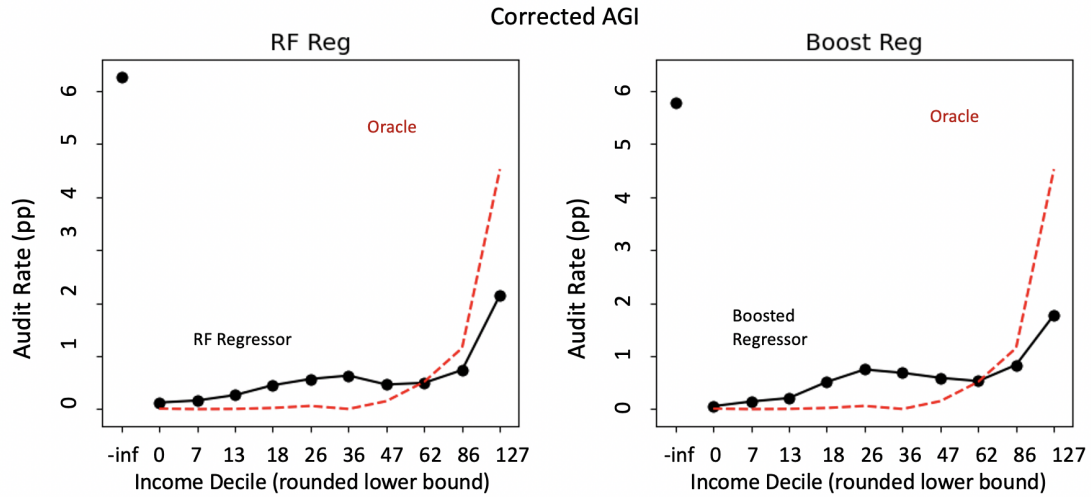 Corrected AGI
RF Reg
6
5
4
3
2
1
0
Audit Rate (pp)
Oracle
RF Regressor
-inf 0 7 13 18 26 36 47 62 86 127
Income Decile (rounded lower bound)
Boost Reg
6
5
4
3
2
1
0
Audit Rate (pp)
Oracle
Boosted
Regressor
-inf 0 7 13 18 26 36 47 62 86 127
Income Decile (rounded lower bound)